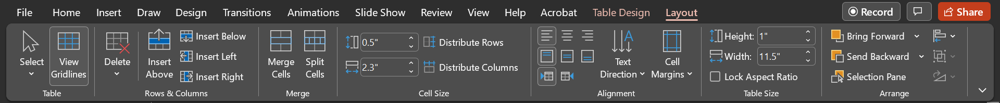 File Home Insert Draw Design Transitions Animations Slide Show Review View Help Acrobat Table Design Layout Record Share
Select
View
Gridlines
Table
Delete
Insert
Above
Insert Below
Insert Left
Insert Right
Rows & Columns
Merge
Cells
Split
Cells
Merge
0.5"
Distribute Rows
2.3"
Distribute Columns
Cell Size
Text
Direction
Cell
Margins
Alignment
Height: 1"
Width: 11.5"
Lock Aspect Ratio
Table Size
Bring Forward
Send Backward
Selection Pane
Arrange